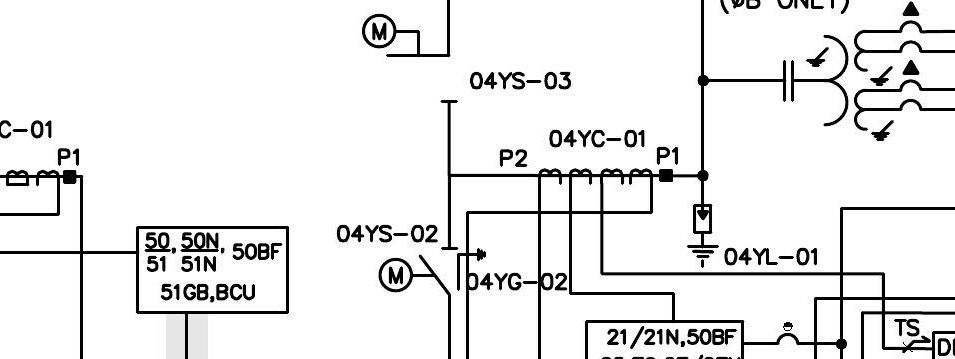 (ØB ONLY)
M
04YS-03
C-01
P1
04YC-01
P2
P1
04YS-02
50, 50N, 50BF
51 51N
51GB,BCU
M
04YG-02
04YL-01
21/21N,50BF
TS